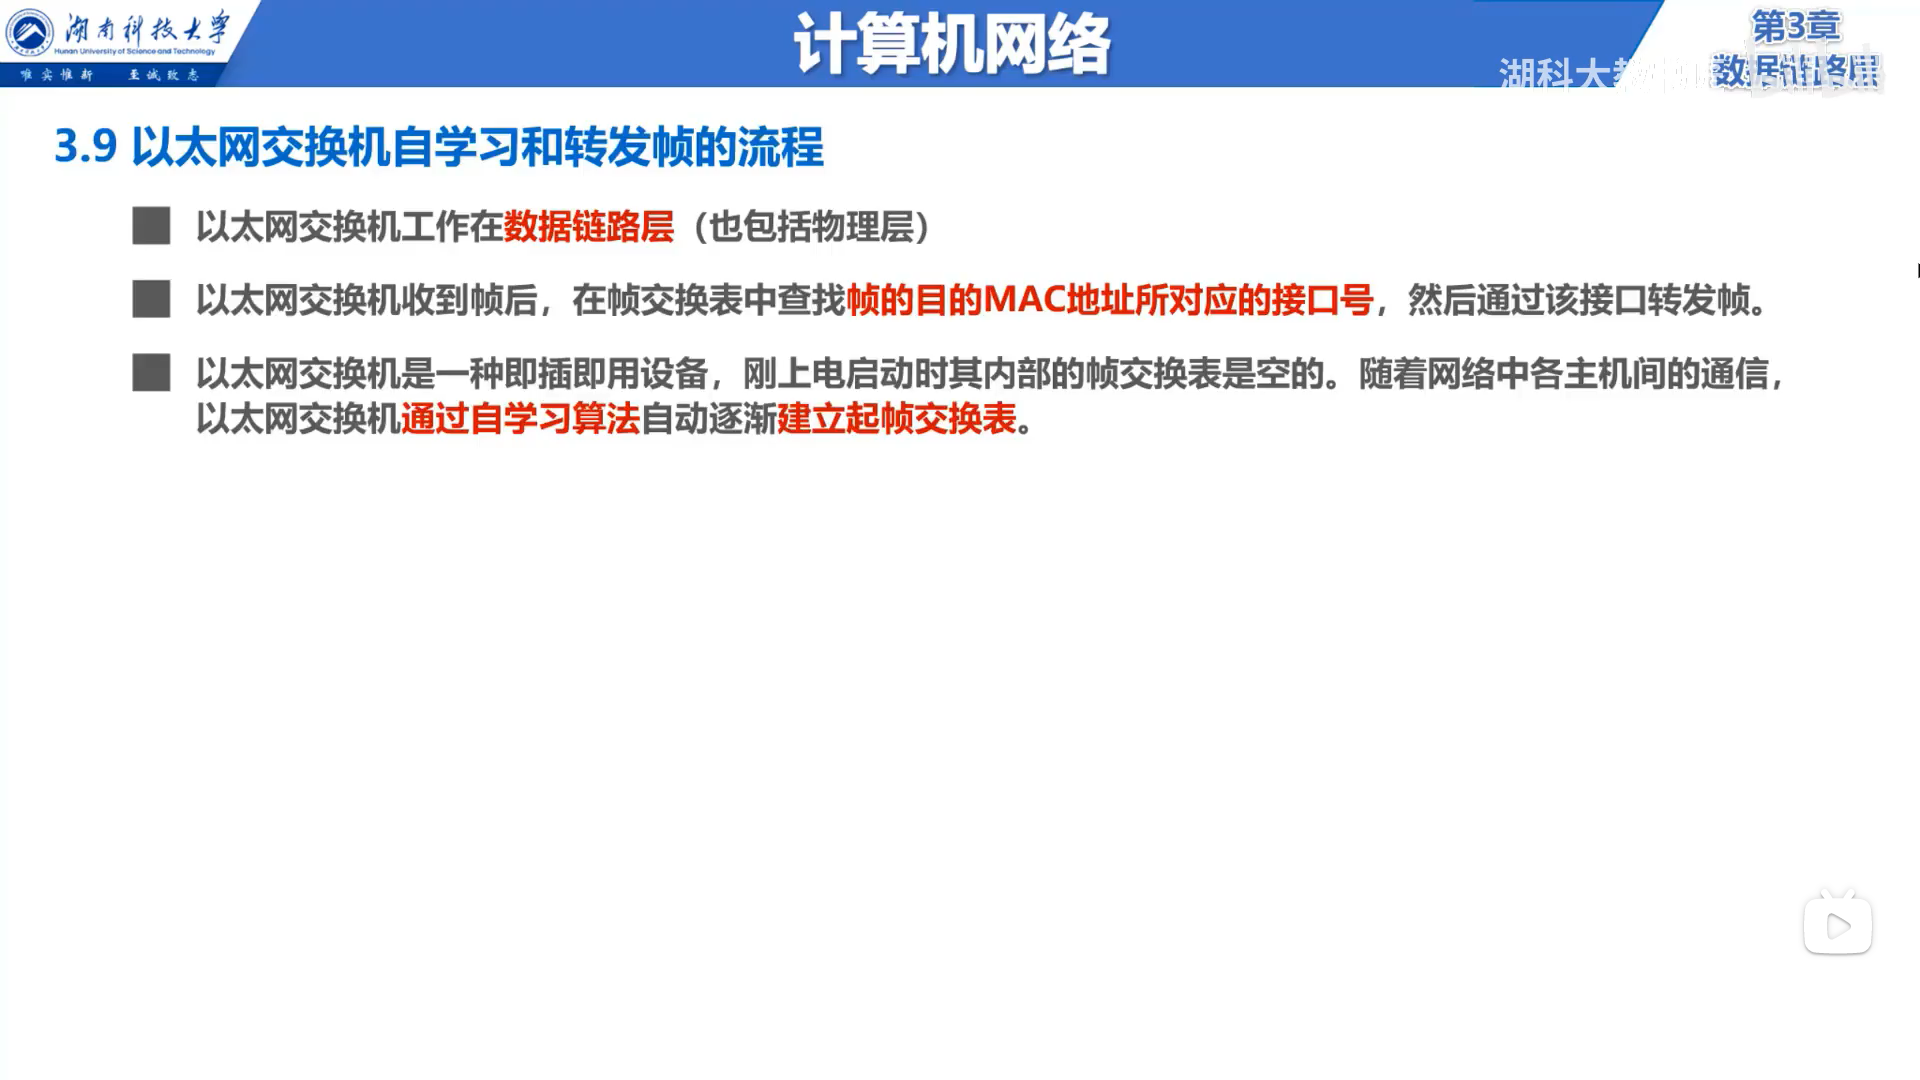 湖南科技大学
Hunan University of Science and Technology
唯实惟新 至诚致志
计算机网络
第3章
数据链路层
湖科大教
3.9 以太网交换机自学习和转发帧的流程
以太网交换机工作在数据链路层（也包括物理层）
以太网交换机收到帧后，在帧交换表中查找帧的目的MAC地址所对应的接口号，然后通过该接口转发帧。
以太网交换机是一种即插即用设备，刚上电启动时其内部的帧交换表是空的。随着网络中各主机间的通信，
以太网交换机通过自学习算法自动逐渐建立起帧交换表。